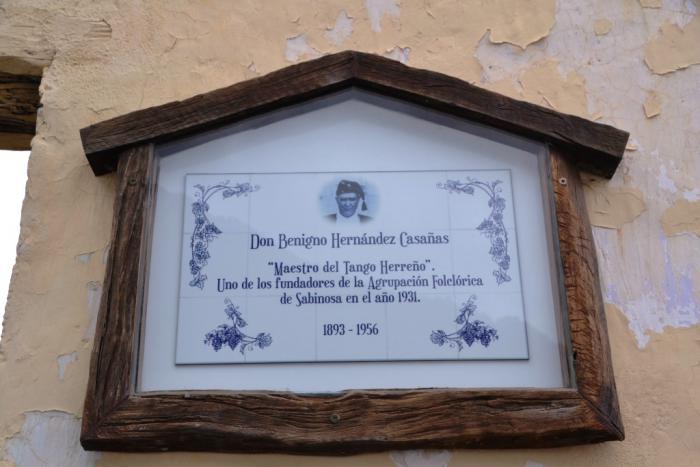 Don Benigno Hernández Casañas
"Maestro del Tango Herreño".
Uno de los fundadores de la Agrupación Folclórica
de Sabinosa en el año 1931.
1893 - 1956